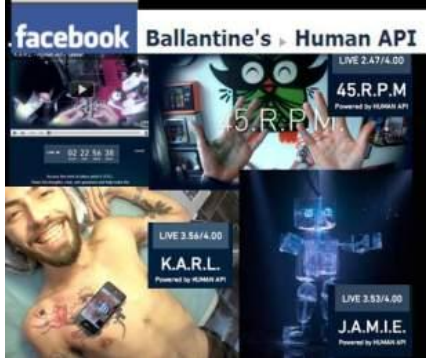 facebook Ballantine's ▸ Human API
LIVE 2.47/4.00
45.R.P.M
Powered by HUMAN API
45.R.P.M.
02 22 56 38
LIVE 3.56/4.00
K.A.R.L.
Powered by HUMAN API
LIVE 3.53/4.00
J.A.M.I.E.
Powered by HUMAN API